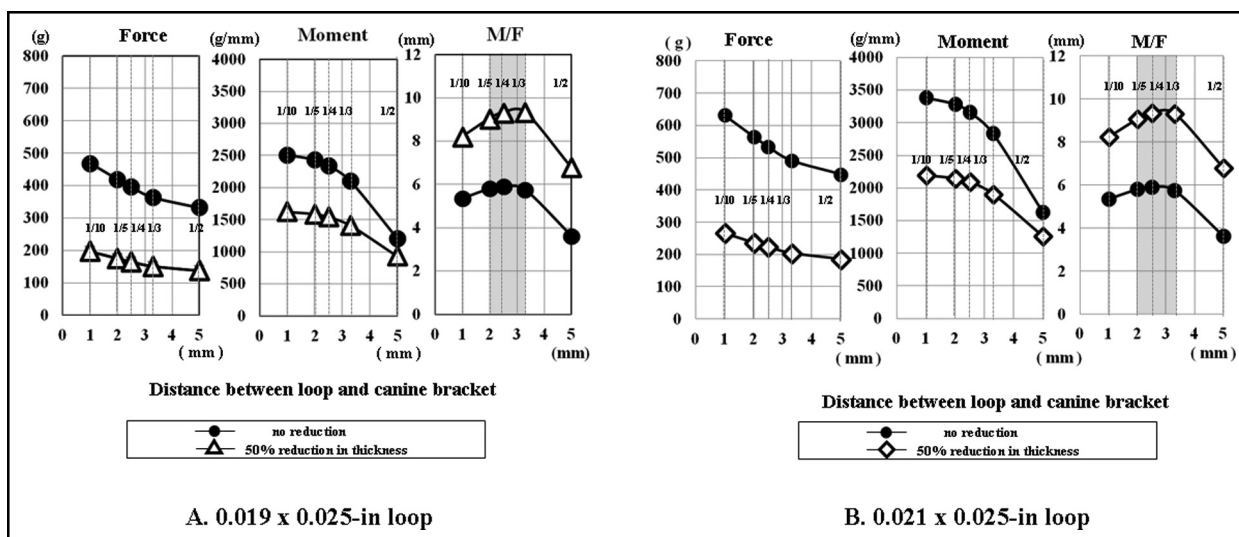 (g) Force
800
700
600
500
400
300
200
100
0
1/10 1/5 1/4 1/3 1/2
0 1 2 3 4 5
( mm )
(g/mm) Moment
4000
3500
3000
2500
2000
1500
1000
500
0
1/10 1/5 1/4 1/3 1/2
0 1 2 3 4 5
( mm )
(mm) M/F
12
10
8
6
4
2
0
1/10 1/5 1/4 1/3 1/2
0 1 2 3 4 5
(mm)
Distance between loop and canine bracket
no reduction
50% reduction in thickness
A. 0.019 x 0.025-in loop
( g ) Force
800
700
600
500
400
300
200
100
0
1/10 1/5 1/4 1/3 1/2
0 1 2 3 4 5
( mm )
(g/mm) Moment
4000
3500
3000
2500
2000
1500
1000
500
0
1/10 1/5 1/4 1/3 1/2
0 1 2 3 4 5
( mm )
(mm) M/F
12
10
8
6
4
2
0
1/10 1/5 1/4 1/3 1/2
0 1 2 3 4 5
( mm )
Distance between loop and canine bracket
no reduction
50% reduction in thickness
B. 0.021 x 0.025-in loop